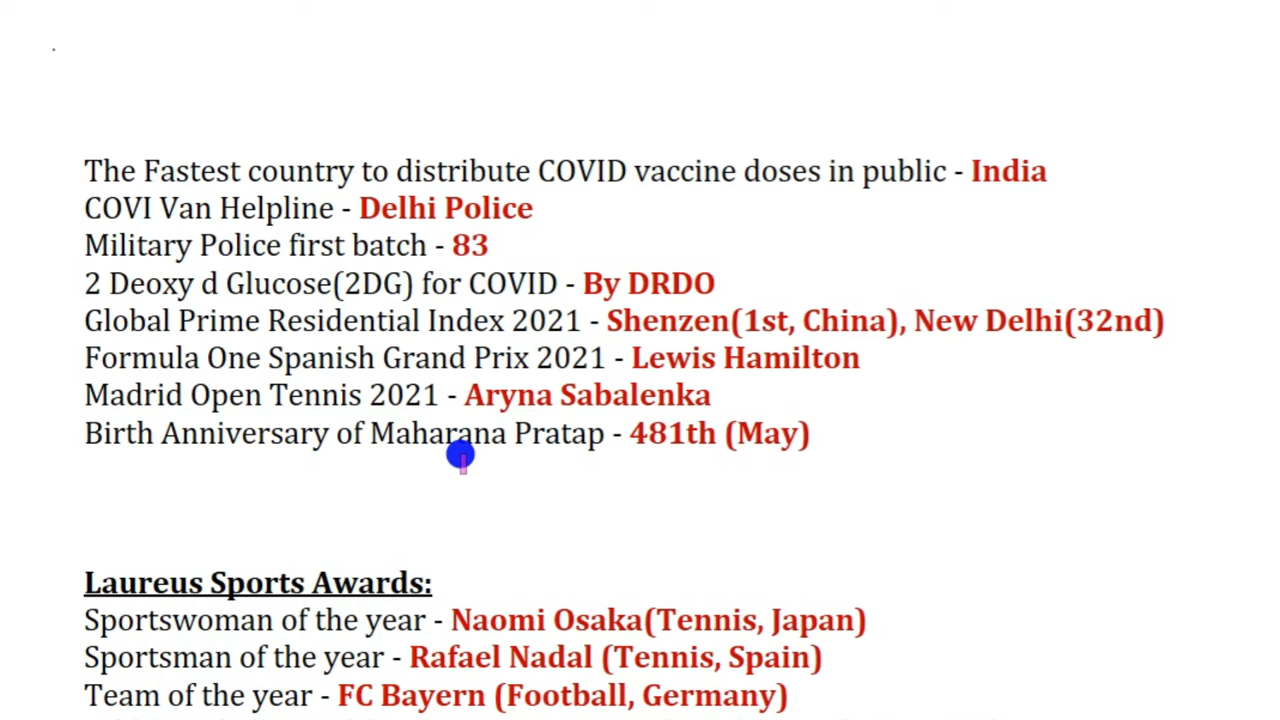 The Fastest country to distribute COVID vaccine doses in public - India
COVI Van Helpline - Delhi Police
Military Police first batch - 83
2 Deoxy d Glucose(2DG) for COVID - By DRDO
Global Prime Residential Index 2021 - Shenzen(1st, China), New Delhi(32nd)
Formula One Spanish Grand Prix 2021 - Lewis Hamilton
Madrid Open Tennis 2021 - Aryna Sabalenka
Birth Anniversary of Maharana Pratap - 481th (May)
Laureus Sports Awards:
Sportswoman of the year - Naomi Osaka(Tennis, Japan)
Sportsman of the year - Rafael Nadal (Tennis, Spain)
Team of the year - FC Bayern (Football, Germany)